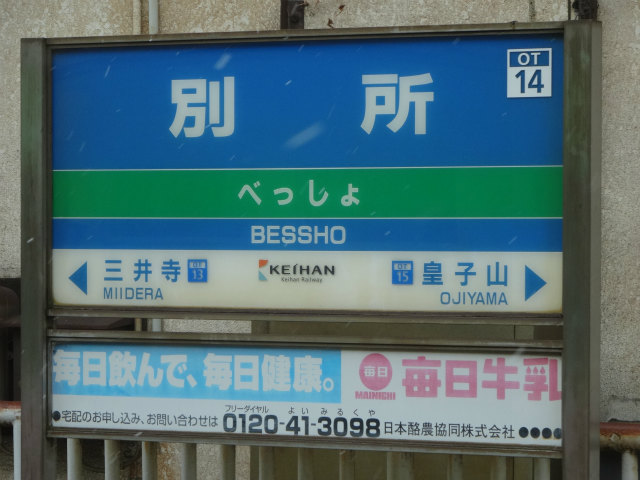 OT
14
別所
べっしょ
BESSHO
三井寺 OT 13
MIIDERA
KEIHAN
Keihan Railway
OT 15 皇子山
OJIYAMA
毎日飲んで、毎日健康。
毎日
MAINICHI
毎日牛乳
●宅配のお申し込み、お問い合わせは
フリーダイヤル よいみるくや
0120-41-3098
日本酪農協同株式会社 ●●●●